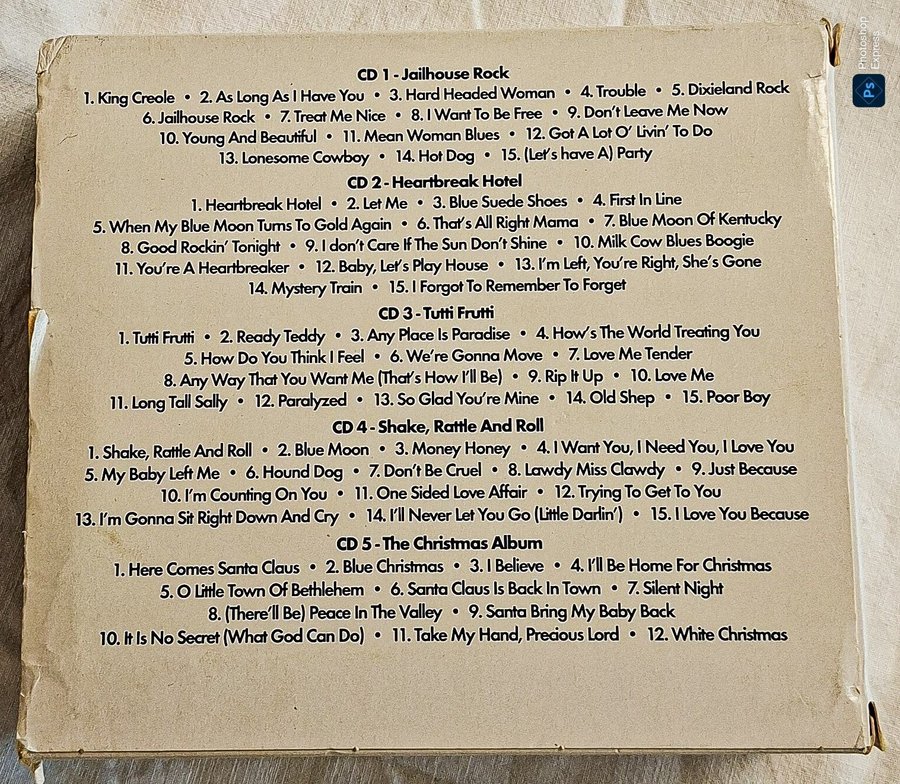 CD 1 - Jailhouse Rock
1. King Creole • 2. As Long As I Have You • 3. Hard Headed Woman • 4. Trouble • 5. Dixieland Rock
6. Jailhouse Rock • 7. Treat Me Nice • 8. I Want To Be Free • 9. Don't Leave Me Now
10. Young And Beautiful • 11. Mean Woman Blues • 12. Got A Lot O' Livin' To Do
13. Lonesome Cowboy • 14. Hot Dog • 15. (Let's have A) Party
CD 2 - Heartbreak Hotel
1. Heartbreak Hotel • 2. Let Me • 3. Blue Suede Shoes • 4. First In Line
5. When My Blue Moon Turns To Gold Again • 6. That's All Right Mama • 7. Blue Moon Of Kentucky
8. Good Rockin' Tonight • 9. I don't Care If The Sun Don't Shine • 10. Milk Cow Blues Boogie
11. You're A Heartbreaker • 12. Baby, Let's Play House • 13. I'm Left, You're Right, She's Gone
14. Mystery Train • 15. I Forgot To Remember To Forget
CD 3 - Tutti Frutti
1. Tutti Frutti • 2. Ready Teddy • 3. Any Place Is Paradise • 4. How's The World Treating You
5. How Do You Think I Feel • 6. We're Gonna Move • 7. Love Me Tender
8. Any Way That You Want Me (That's How I'll Be) • 9. Rip It Up • 10. Love Me
11. Long Tall Sally • 12. Paralyzed • 13. So Glad You're Mine • 14. Old Shep • 15. Poor Boy
CD 4 - Shake, Rattle And Roll
1. Shake, Rattle And Roll • 2. Blue Moon • 3. Money Honey • 4. I Want You, I Need You, I Love You
5. My Baby Left Me • 6. Hound Dog • 7. Don't Be Cruel • 8. Lawdy Miss Clawdy • 9. Just Because
10. I'm Counting On You • 11. One Sided Love Affair • 12. Trying To Get To You
13. I'm Gonna Sit Right Down And Cry • 14. I'll Never Let You Go (Little Darlin') • 15. I Love You Because
CD 5 - The Christmas Album
1. Here Comes Santa Claus • 2. Blue Christmas • 3. I Believe • 4. I'll Be Home For Christmas
5. O Little Town Of Bethlehem • 6. Santa Claus Is Back In Town • 7. Silent Night
8. (There'll Be) Peace In The Valley • 9. Santa Bring My Baby Back
10. It Is No Secret (What God Can Do) • 11. Take My Hand, Precious Lord • 12. White Christmas
Photoshop
Express
Ps